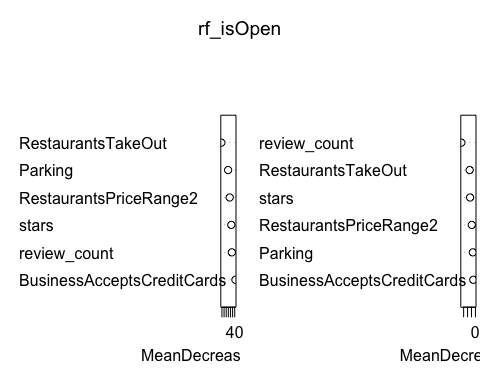 rf_isOpen
RestaurantsTakeOut
Parking
RestaurantsPriceRange2
stars
review_count
BusinessAcceptsCreditCards
40
MeanDecreas
review_count
RestaurantsTakeOut
stars
RestaurantsPriceRange2
Parking
BusinessAcceptsCreditCards
0
MeanDecre